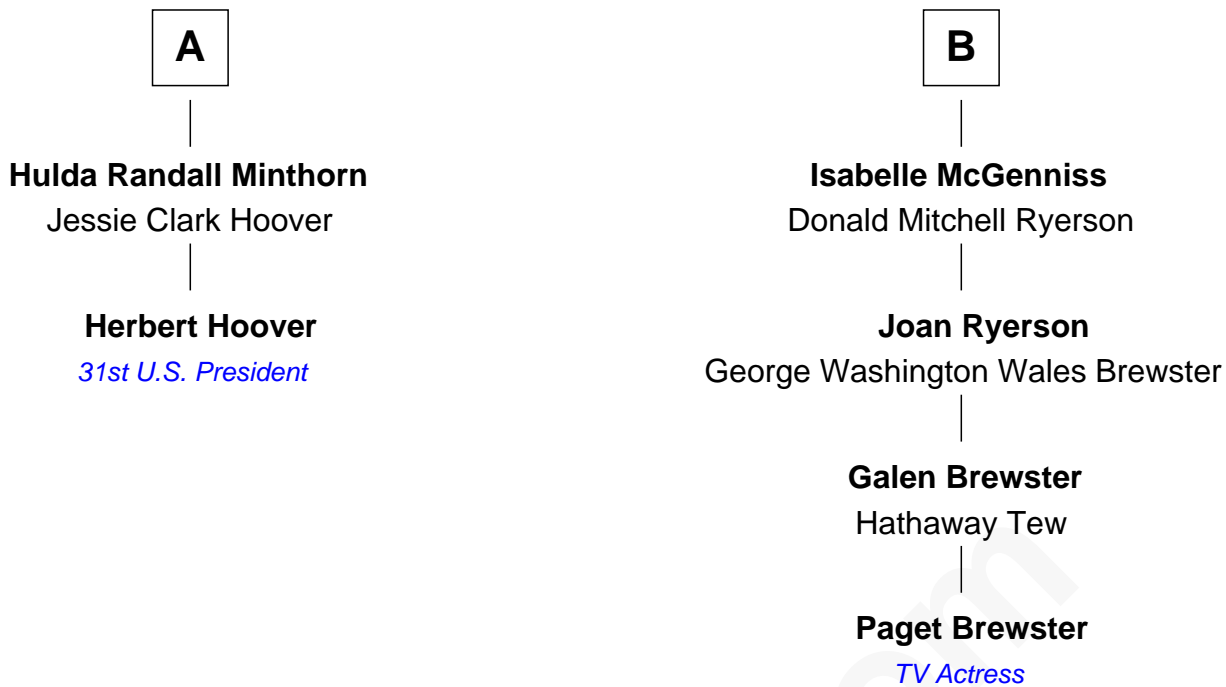 A
Hulda Randall Minthorn
Jessie Clark Hoover
Herbert Hoover
31st U.S. President
B
Isabelle McGenniss
Donald Mitchell Ryerson
Joan Ryerson
George Washington Wales Brewster
Galen Brewster
Hathaway Tew
Paget Brewster
TV Actress